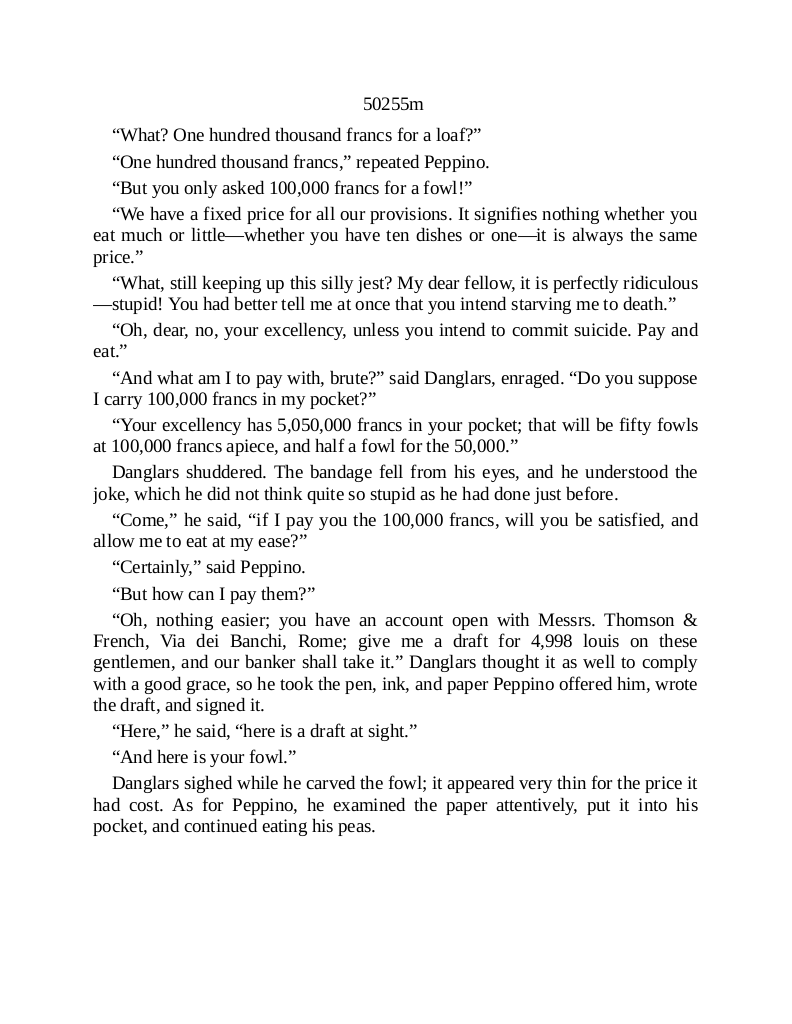 50255m
“What? One hundred thousand francs for a loaf?”
“One hundred thousand francs,” repeated Peppino.
“But you only asked 100,000 francs for a fowl!”
“We have a fixed price for all our provisions. It signifies nothing whether you
eat much or little—whether you have ten dishes or one—it is always the same
price.”
“What, still keeping up this silly jest? My dear fellow, it is perfectly ridiculous
—stupid! You had better tell me at once that you intend starving me to death.”
“Oh, dear, no, your excellency, unless you intend to commit suicide. Pay and
eat.”
“And what am I to pay with, brute?” said Danglars, enraged. “Do you suppose
I carry 100,000 francs in my pocket?”
“Your excellency has 5,050,000 francs in your pocket; that will be fifty fowls
at 100,000 francs apiece, and half a fowl for the 50,000.”
Danglars shuddered. The bandage fell from his eyes, and he understood the
joke, which he did not think quite so stupid as he had done just before.
“Come,” he said, “if I pay you the 100,000 francs, will you be satisfied, and
allow me to eat at my ease?”
“Certainly,” said Peppino.
“But how can I pay them?”
“Oh, nothing easier; you have an account open with Messrs. Thomson &
French, Via dei Banchi, Rome; give me a draft for 4,998 louis on these
gentlemen, and our banker shall take it.” Danglars thought it as well to comply
with a good grace, so he took the pen, ink, and paper Peppino offered him, wrote
the draft, and signed it.
“Here,” he said, “here is a draft at sight.”
“And here is your fowl.”
Danglars sighed while he carved the fowl; it appeared very thin for the price it
had cost. As for Peppino, he examined the paper attentively, put it into his
pocket, and continued eating his peas.